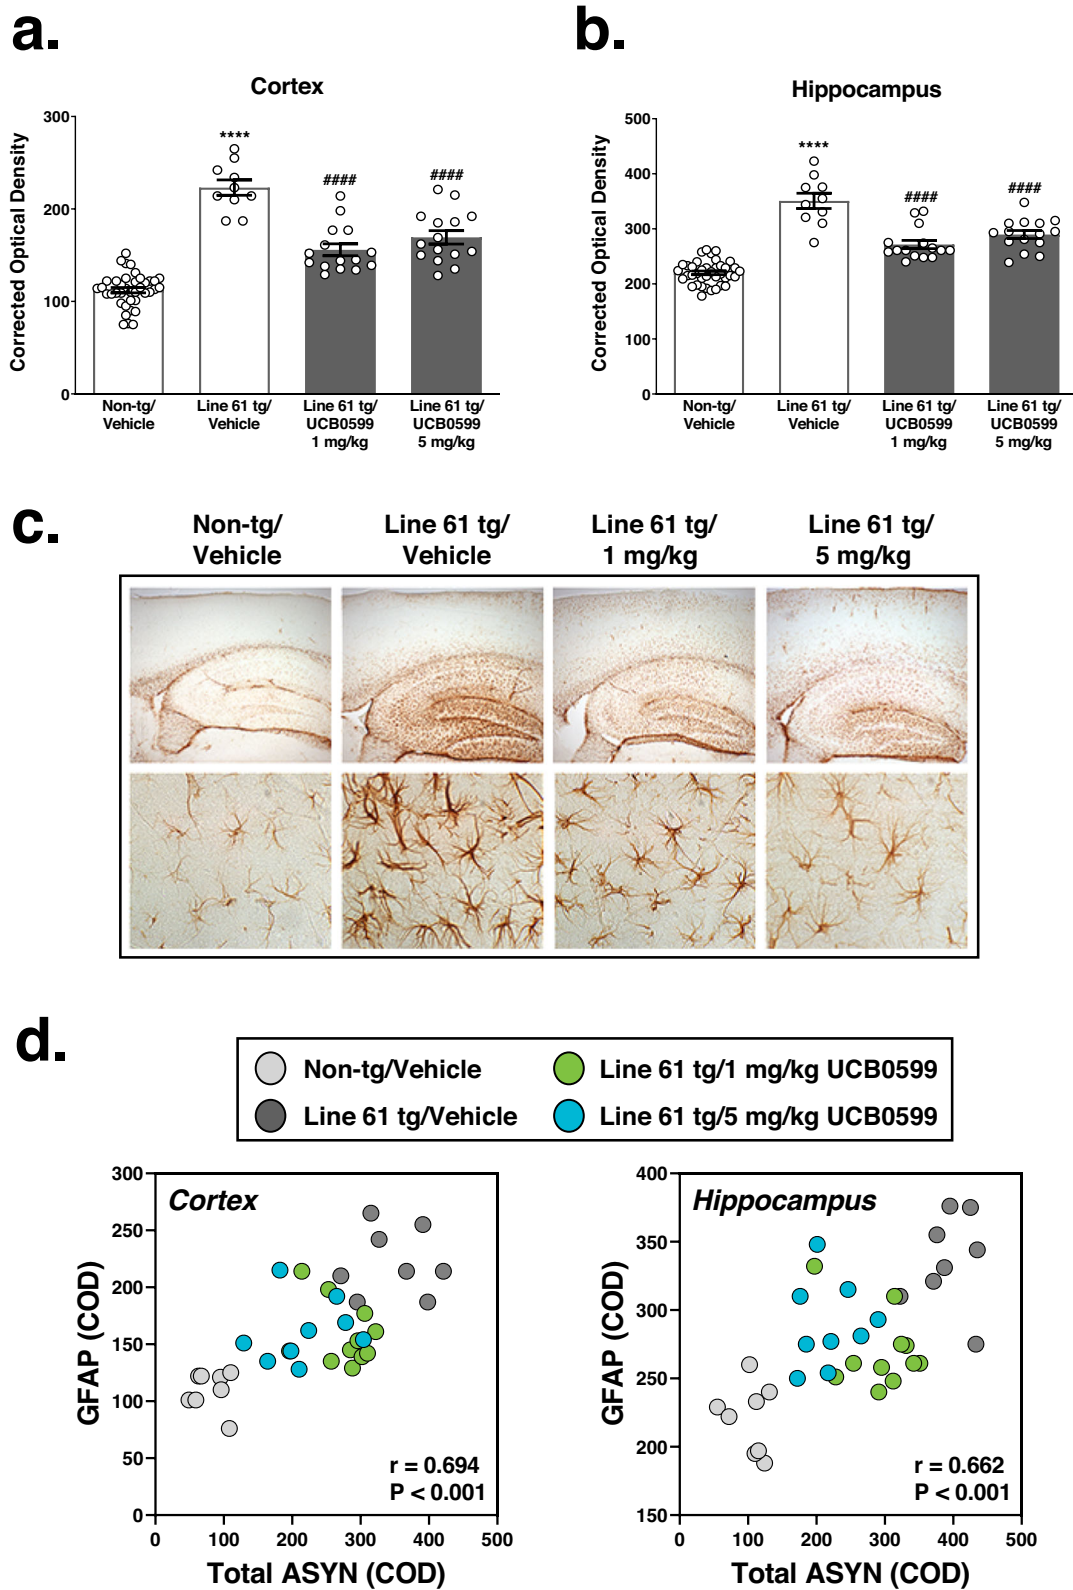 a.
Cortex
Corrected Optical Density
300
200
100
0
****
####
####
Non-tg/
Vehicle
Line 61 tg/
Vehicle
Line 61 tg/
UCB0599
1 mg/kg
Line 61 tg/
UCB0599
5 mg/kg
b.
Hippocampus
Corrected Optical Density
500
400
300
200
100
0
****
####
####
Non-tg/
Vehicle
Line 61 tg/
Vehicle
Line 61 tg/
UCB0599
1 mg/kg
Line 61 tg/
UCB0599
5 mg/kg
c.
Non-tg/
Vehicle
Line 61 tg/
Vehicle
Line 61 tg/
1 mg/kg
Line 61 tg/
5 mg/kg
d.
Non-tg/Vehicle
Line 61 tg/1 mg/kg UCB0599
Line 61 tg/Vehicle
Line 61 tg/5 mg/kg UCB0599
Cortex
GFAP (COD)
300
250
200
150
100
50
0
r = 0.694
P < 0.001
0 100 200 300 400 500
Total ASYN (COD)
Hippocampus
GFAP (COD)
400
350
300
250
200
150
r = 0.662
P < 0.001
0 100 200 300 400 500
Total ASYN (COD)